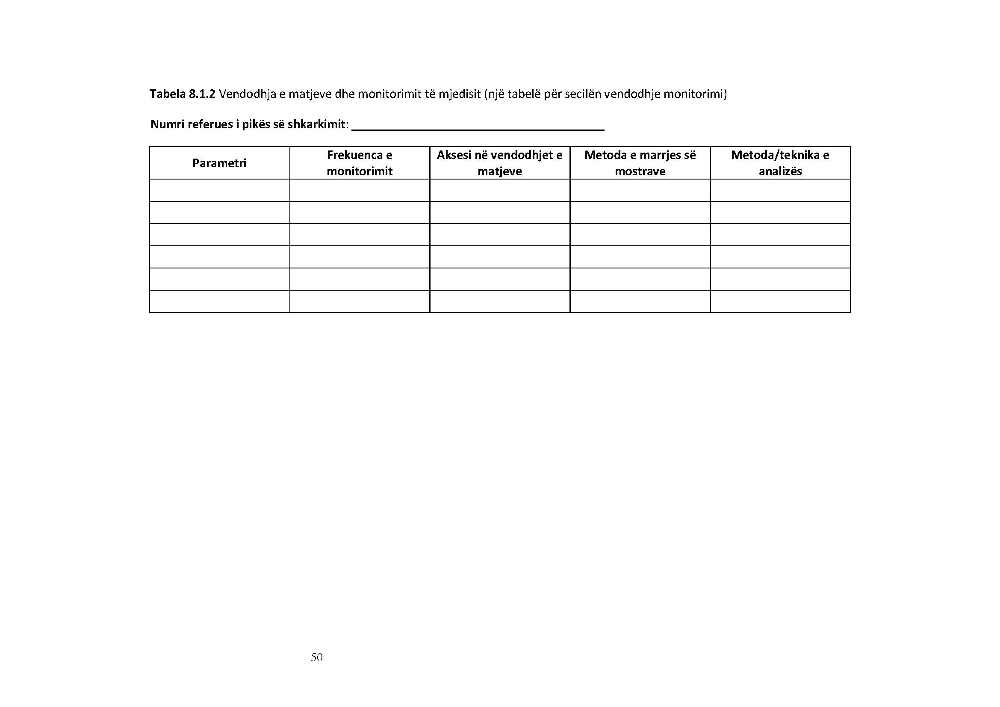 Tabela 8.1.2 Vendodhja e matjeve dhe monitorimit të mjedisit (një tabelë për secilën vendodhje monitorimi)
Numri referues i pikës së shkarkimit:
Parametri
Frekuenca e
monitorimit
Aksesi në vendodhjet e
matjeve
Metoda e marrjes së
mostrave
Metoda/teknika e
analizës
50